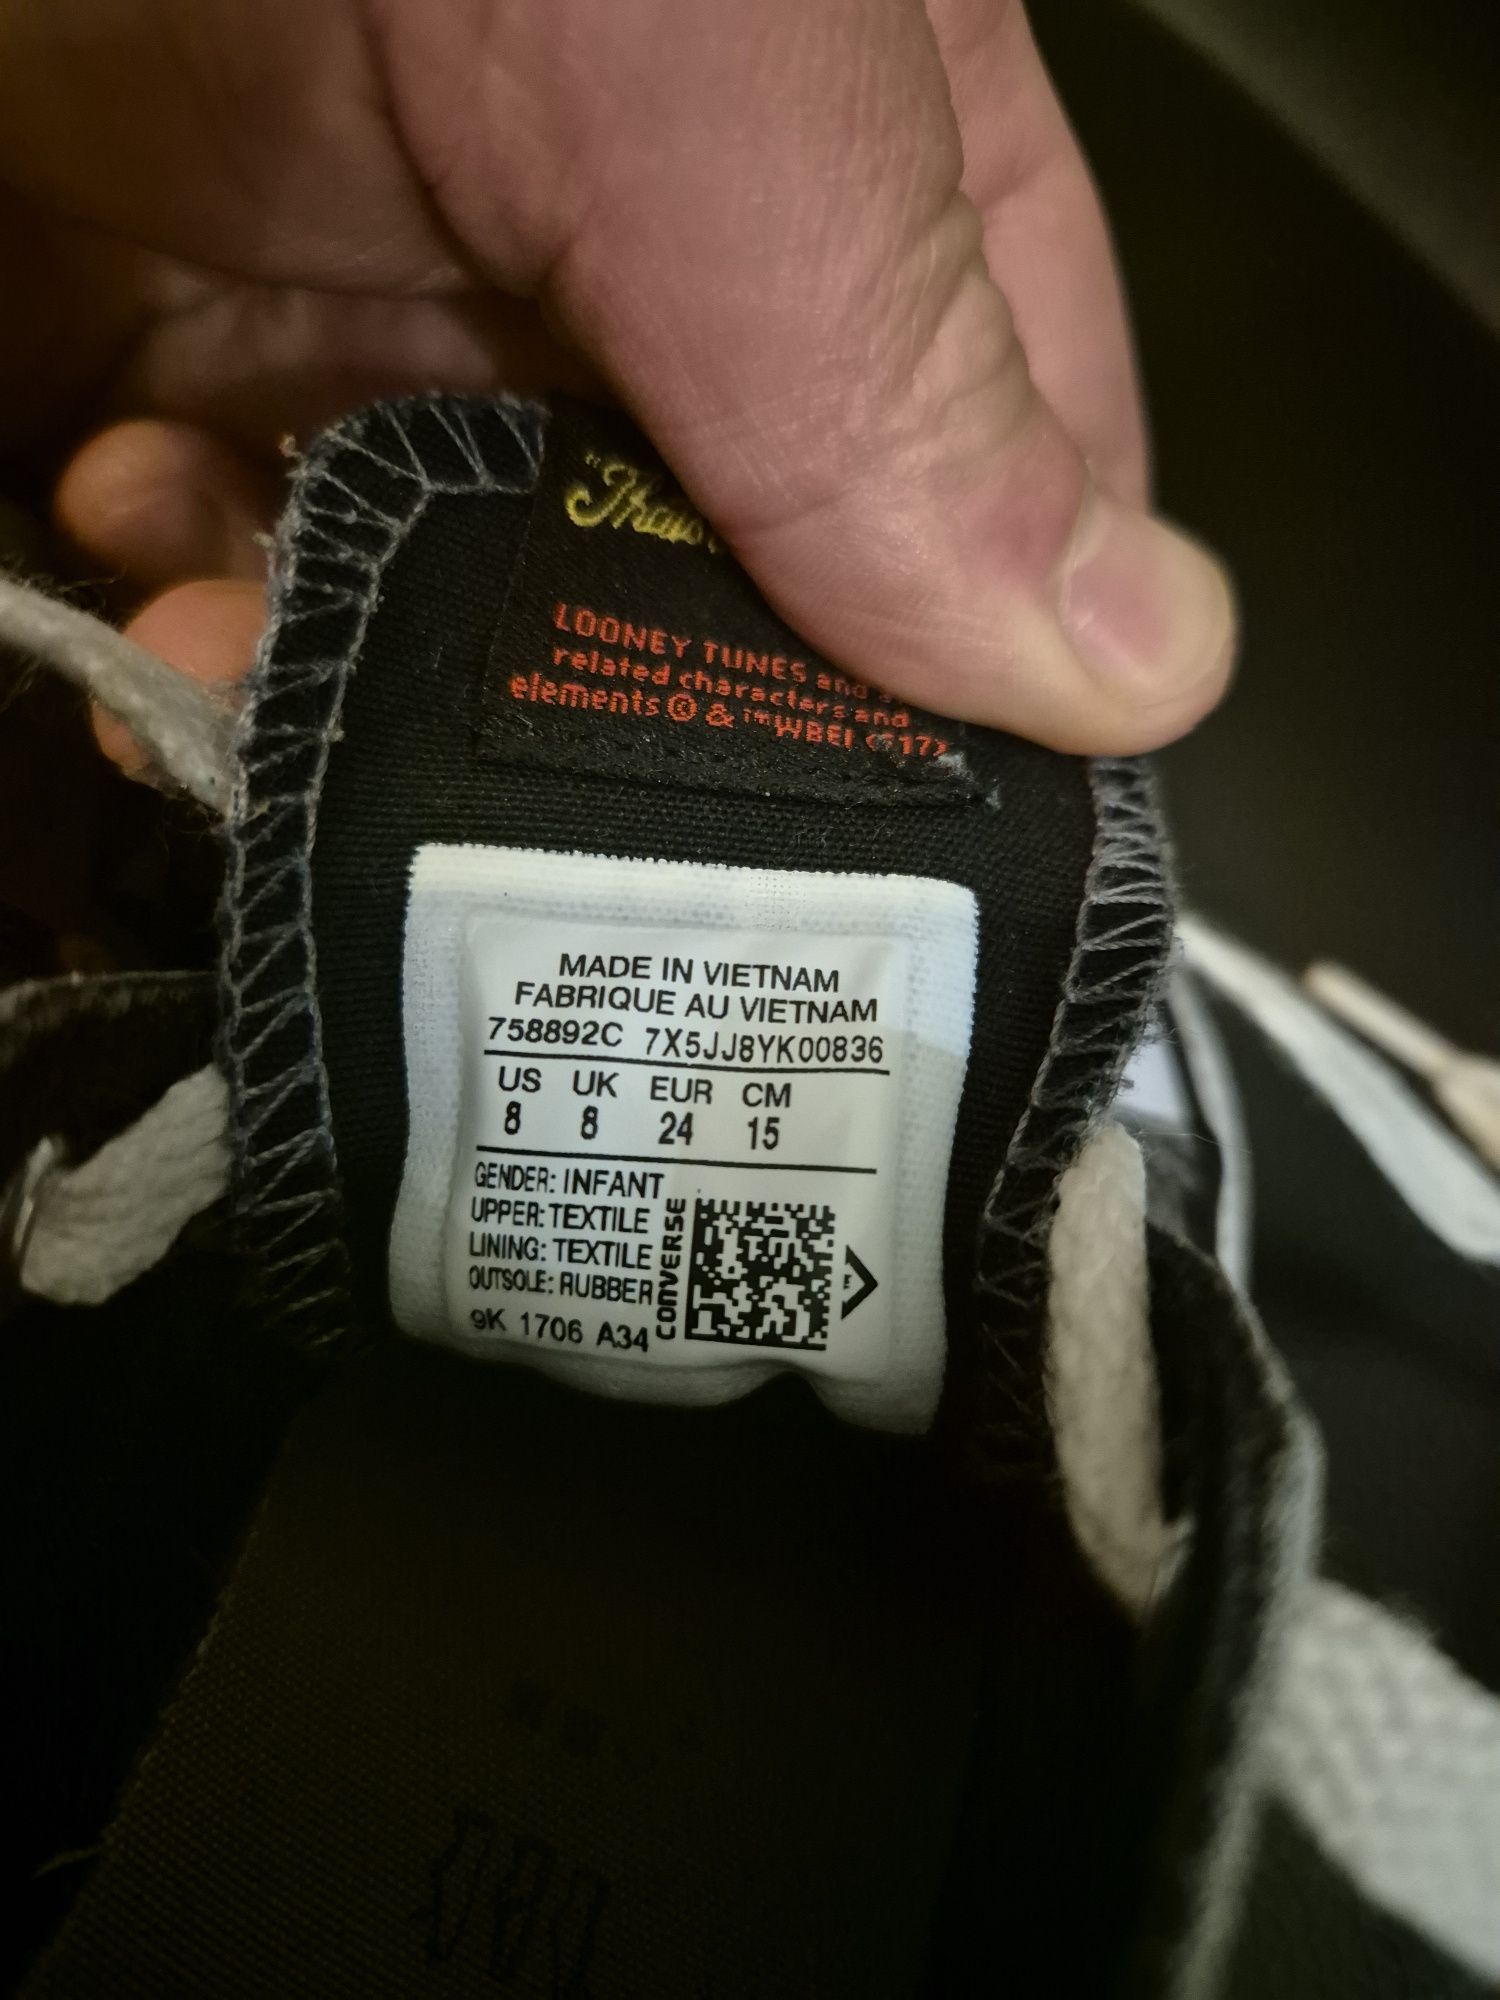 LOONEY TUNES and
related characters and
elements ® & ™ WBEI (s17)
MADE IN VIETNAM
FABRIQUE AU VIETNAM
758892C 7X5JJ8YK00836
US UK EUR CM
8 8 24 15
GENDER: INFANT
UPPER: TEXTILE
LINING: TEXTILE
OUTSOLE: RUBBER
9K 1706 A34
CONVERSE
E